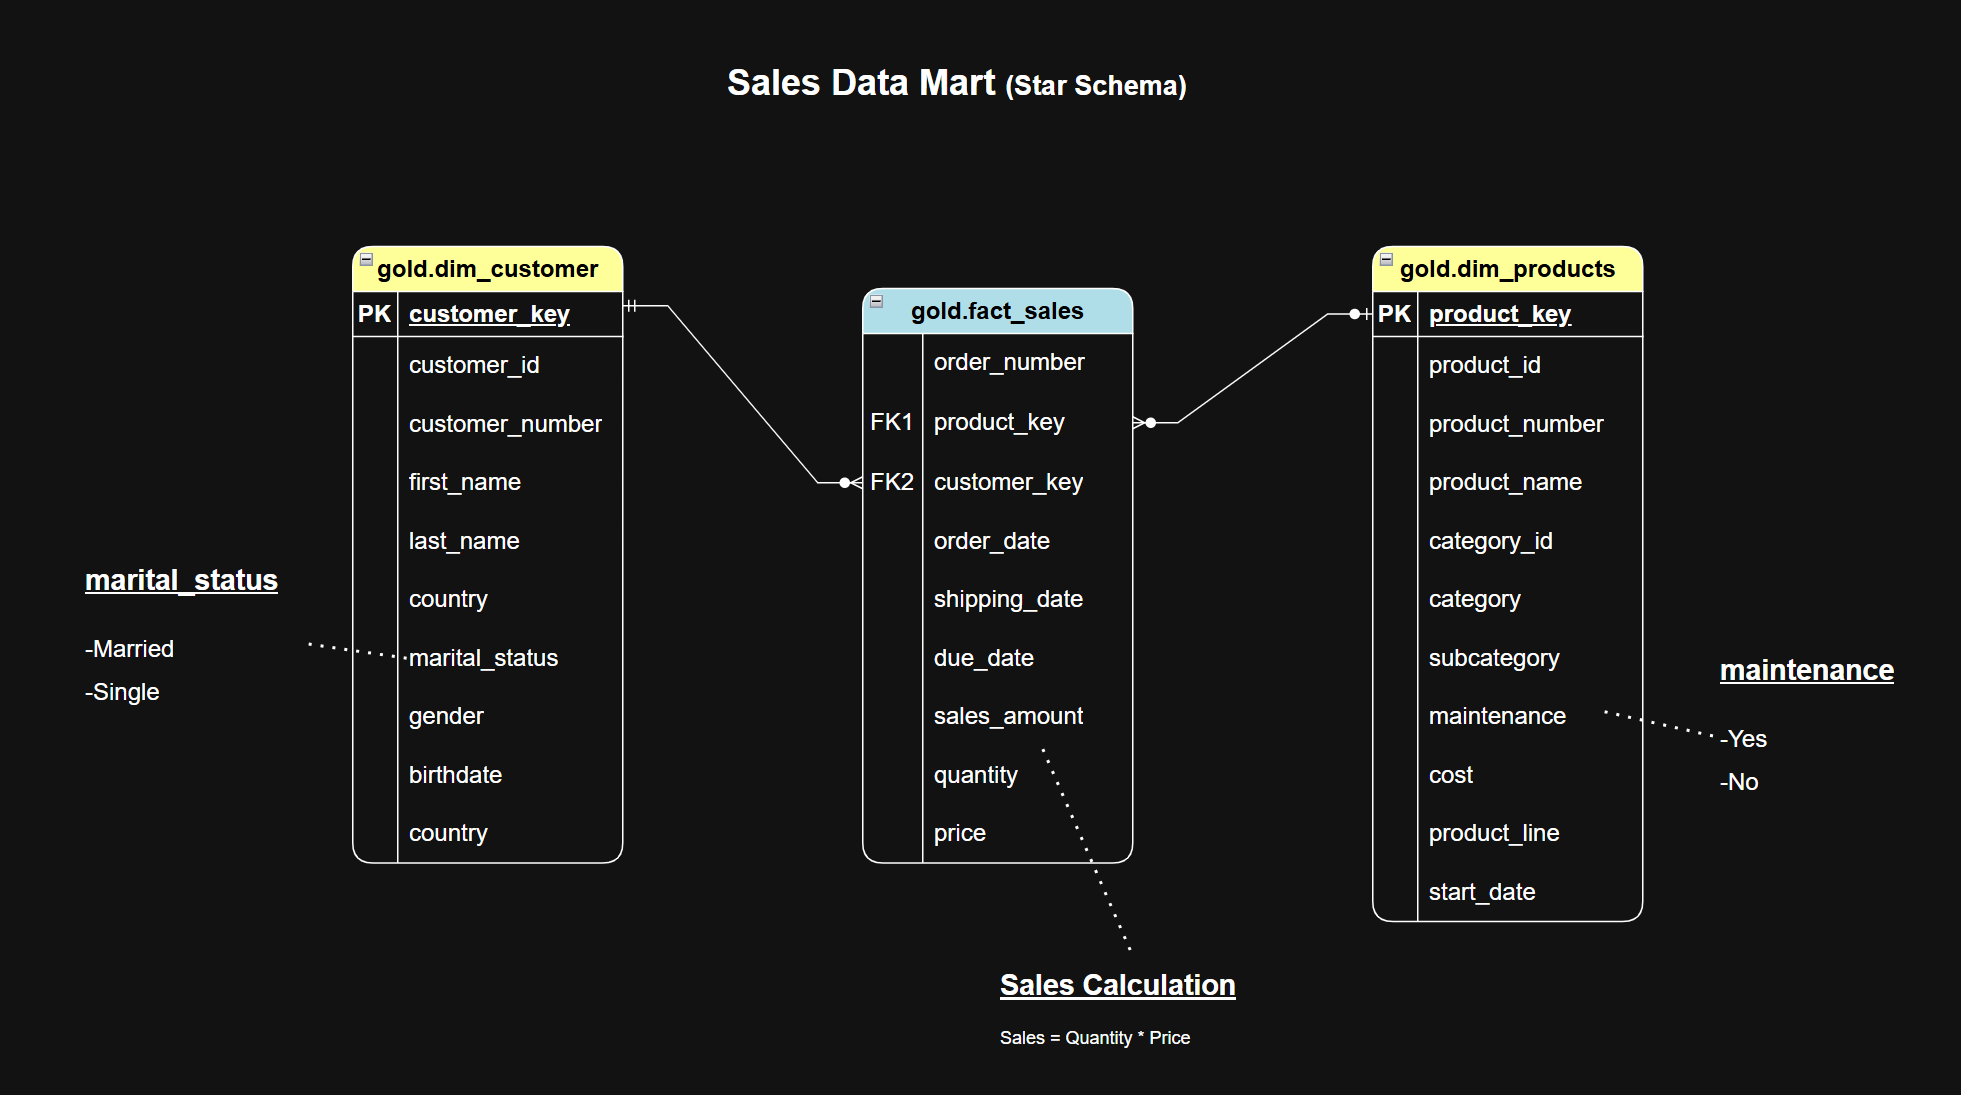 Sales Data Mart (Star Schema)
gold.dim_customer
PK customer_key
customer_id
customer_number
first_name
last_name
country
marital_status
gender
birthdate
country
marital_status
-Married
-Single
gold.fact_sales
order_number
FK1 product_key
FK2 customer_key
order_date
shipping_date
due_date
sales_amount
quantity
price
Sales Calculation
Sales = Quantity * Price
gold.dim_products
PK product_key
product_id
product_number
product_name
category_id
category
subcategory
maintenance
cost
product_line
start_date
maintenance
-Yes
-No